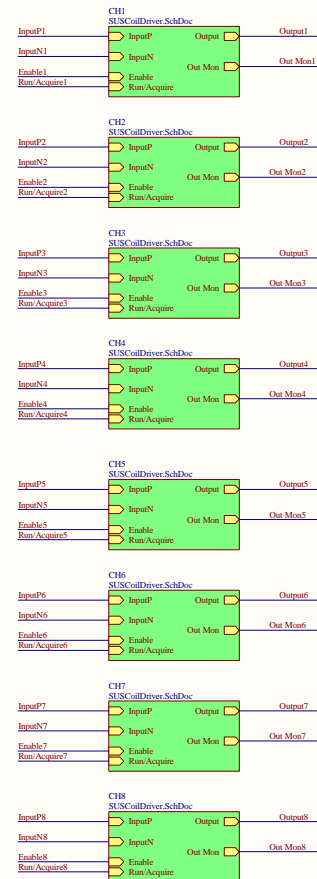 CH1
SUSCoilDriver.SchDoc
InputP1 InputP Output Output1
InputN1 InputN Out Mon Out Mon1
Enable1 Enable
Run/Acquire1 Run/Acquire
CH2
SUSCoilDriver.SchDoc
InputP2 InputP Output Output2
InputN2 InputN Out Mon Out Mon2
Enable2 Enable
Run/Acquire2 Run/Acquire
CH3
SUSCoilDriver.SchDoc
InputP3 InputP Output Output3
InputN3 InputN Out Mon Out Mon3
Enable3 Enable
Run/Acquire3 Run/Acquire
CH4
SUSCoilDriver.SchDoc
InputP4 InputP Output Output4
InputN4 InputN Out Mon Out Mon4
Enable4 Enable
Run/Acquire4 Run/Acquire
CH5
SUSCoilDriver.SchDoc
InputP5 InputP Output Output5
InputN5 InputN Out Mon Out Mon5
Enable5 Enable
Run/Acquire5 Run/Acquire
CH6
SUSCoilDriver.SchDoc
InputP6 InputP Output Output6
InputN6 InputN Out Mon Out Mon6
Enable6 Enable
Run/Acquire6 Run/Acquire
CH7
SUSCoilDriver.SchDoc
InputP7 InputP Output Output7
InputN7 InputN Out Mon Out Mon7
Enable7 Enable
Run/Acquire7 Run/Acquire
CH8
SUSCoilDriver.SchDoc
InputP8 InputP Output Output8
InputN8 InputN Out Mon Out Mon8
Enable8 Enable
Run/Acquire8 Run/Acquire